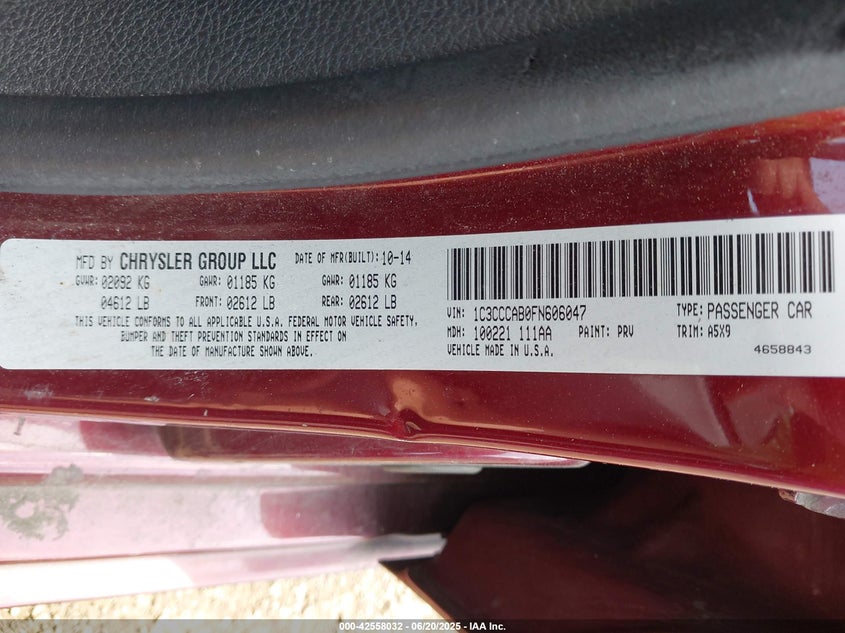 MFD BY CHRYSLER GROUP LLC DATE OF MFR(BUILT): 10-14
GVWR: 02092 KG GAWR: 01185 KG GAWR: 01185 KG
04612 LB FRONT: 02612 LB REAR: 02612 LB
THIS VEHICLE CONFORMS TO ALL APPLICABLE U.S.A. FEDERAL MOTOR VEHICLE SAFETY,
BUMPER AND THEFT PREVENTION STANDARDS IN EFFECT ON
THE DATE OF MANUFACTURE SHOWN ABOVE.
VIN: 1C3CCCAB0FN606047 TYPE: PASSENGER CAR
MDH: 100221 111AA PAINT: PRV TRIM: A5X9
VEHICLE MADE IN U.S.A. 4658843
000-42558032 - 06/20/2025 - IAA Inc.